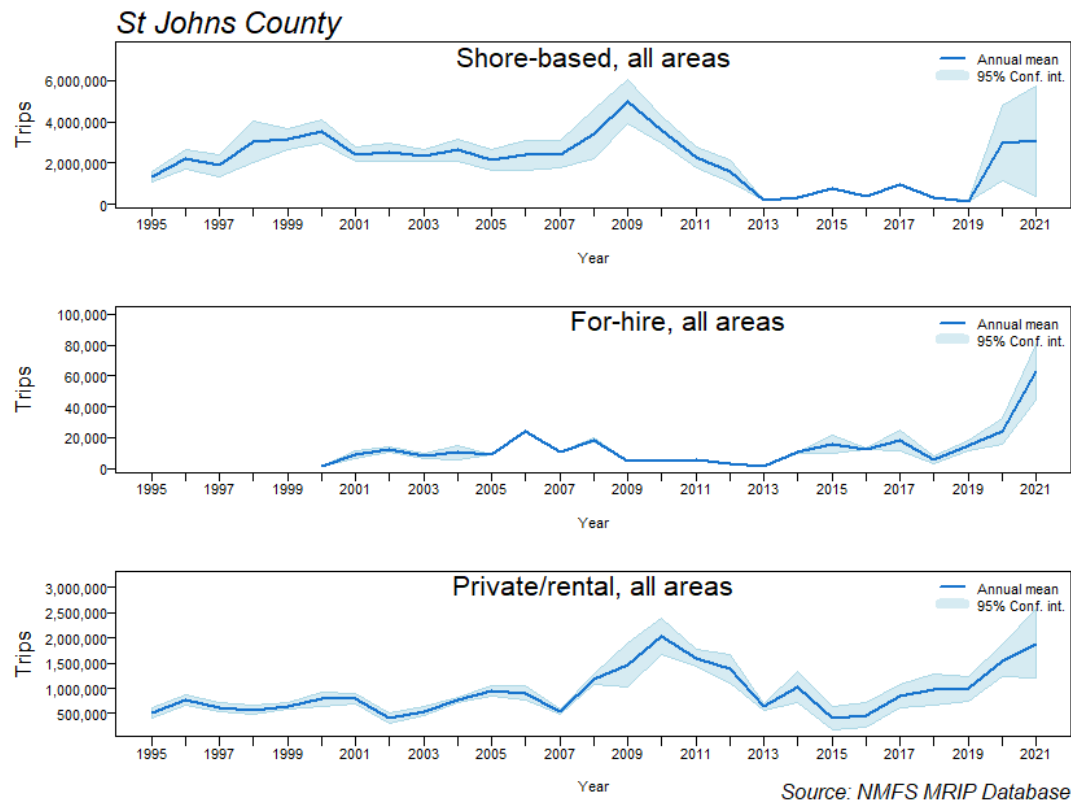 St Johns County
Shore-based, all areas
Annual mean
95% Conf. int.
Trips
6,000,000
4,000,000
2,000,000
0
1995 1997 1999 2001 2003 2005 2007 2009 2011 2013 2015 2017 2019 2021
Year
For-hire, all areas
Annual mean
95% Conf. int.
Trips
100,000
80,000
60,000
40,000
20,000
0
1995 1997 1999 2001 2003 2005 2007 2009 2011 2013 2015 2017 2019 2021
Year
Private/rental, all areas
Annual mean
95% Conf. int.
Trips
3,000,000
2,500,000
2,000,000
1,500,000
1,000,000
500,000
1995 1997 1999 2001 2003 2005 2007 2009 2011 2013 2015 2017 2019 2021
Year
Source: NMFS MRIP Database